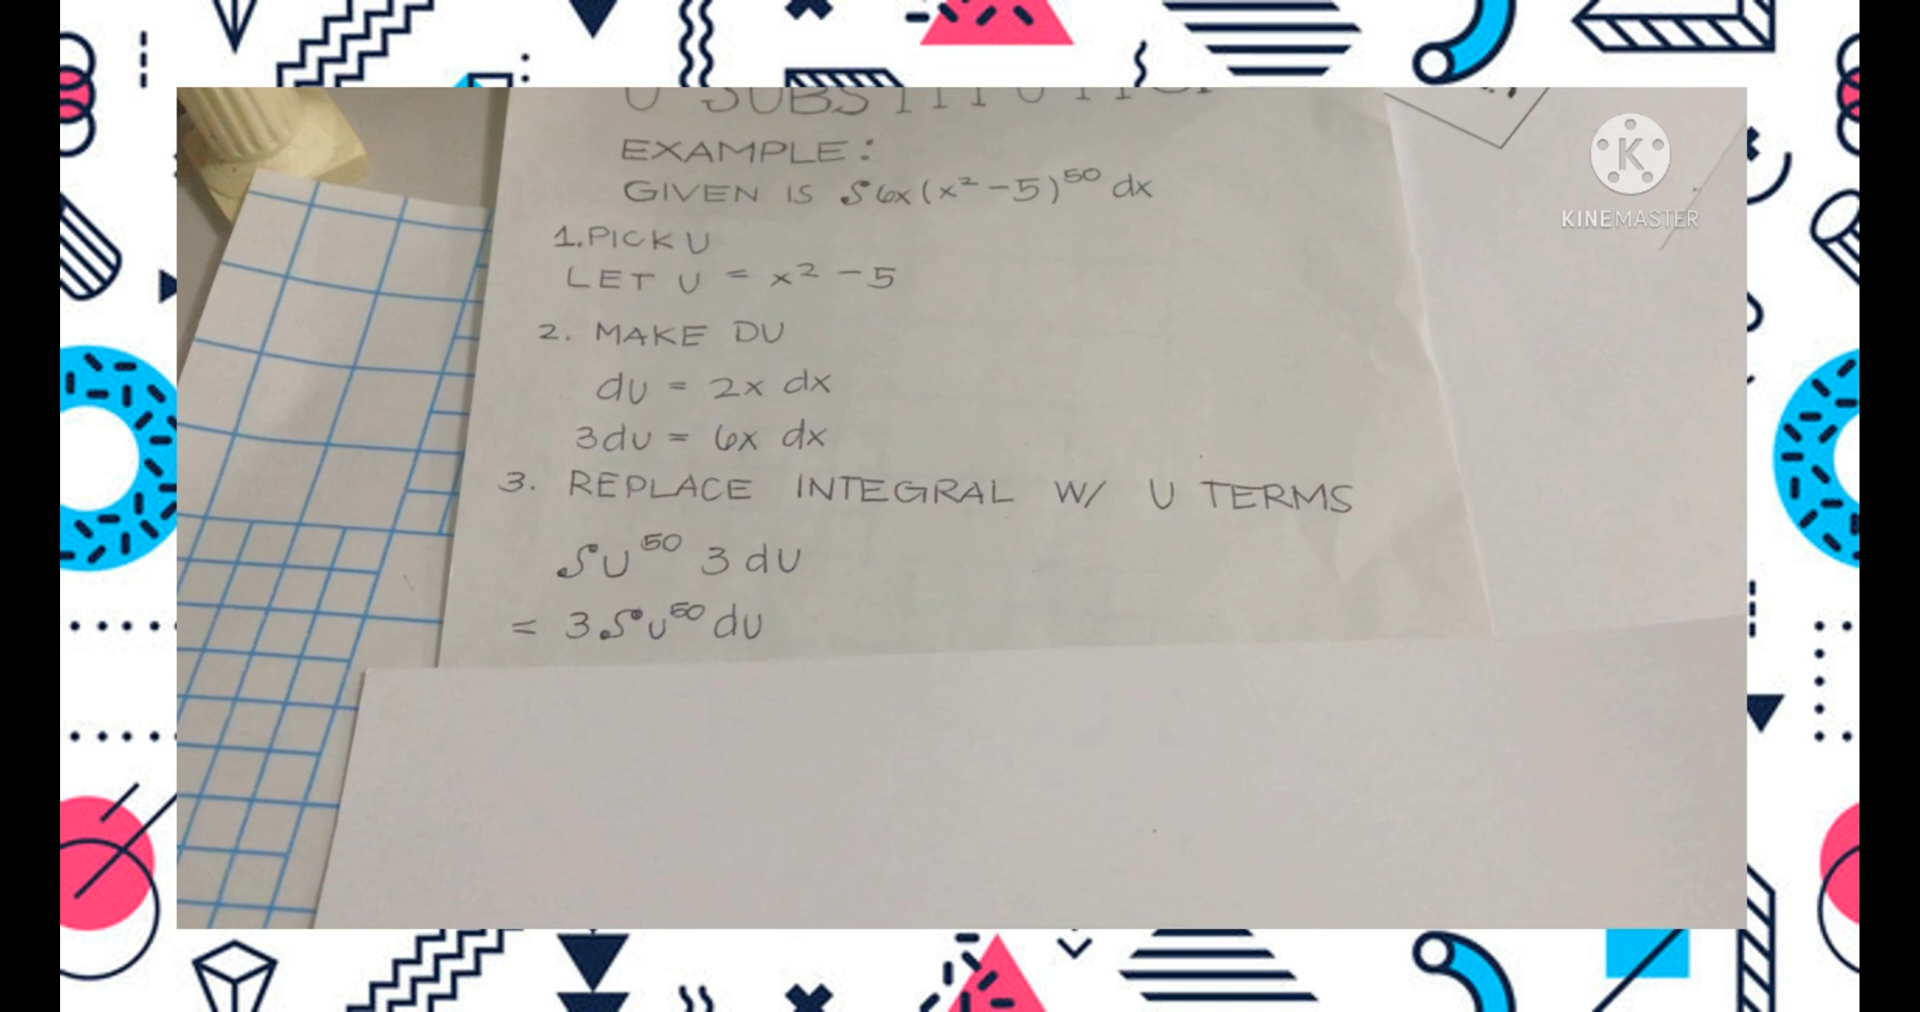 U SUBSTITUTION
EXAMPLE:
GIVEN IS ∫6x(x²-5)⁵⁰ dx
1. PICK U
LET U = x² - 5
2. MAKE DU
du = 2x dx
3du = 6x dx
3. REPLACE INTEGRAL W/ U TERMS
∫U⁵⁰ 3 dU
= 3∫U⁵⁰ dU
K
KINEMASTER